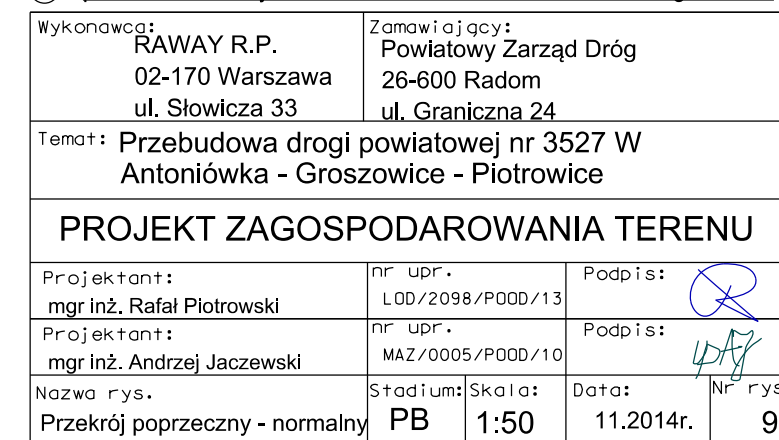 Wykonawca:
RAWAY R.P.
02-170 Warszawa
ul. Słowicza 33
Zamawiający:
Powiatowy Zarząd Dróg
26-600 Radom
ul. Graniczna 24
Temat: Przebudowa drogi powiatowej nr 3527 W
Antoniówka - Groszowice - Piotrowice
PROJEKT ZAGOSPODAROWANIA TERENU
Projektant:
mgr inż. Rafał Piotrowski
nr upr.
LOD/2098/POOD/13
Podpis:
Projektant:
mgr inż. Andrzej Jaczewski
nr upr.
MAZ/0005/POOD/10
Podpis:
Nazwa rys.
Przekrój poprzeczny - normalny
Stadium:
PB
Skala:
1:50
Data:
11.2014r.
Nr rys
9